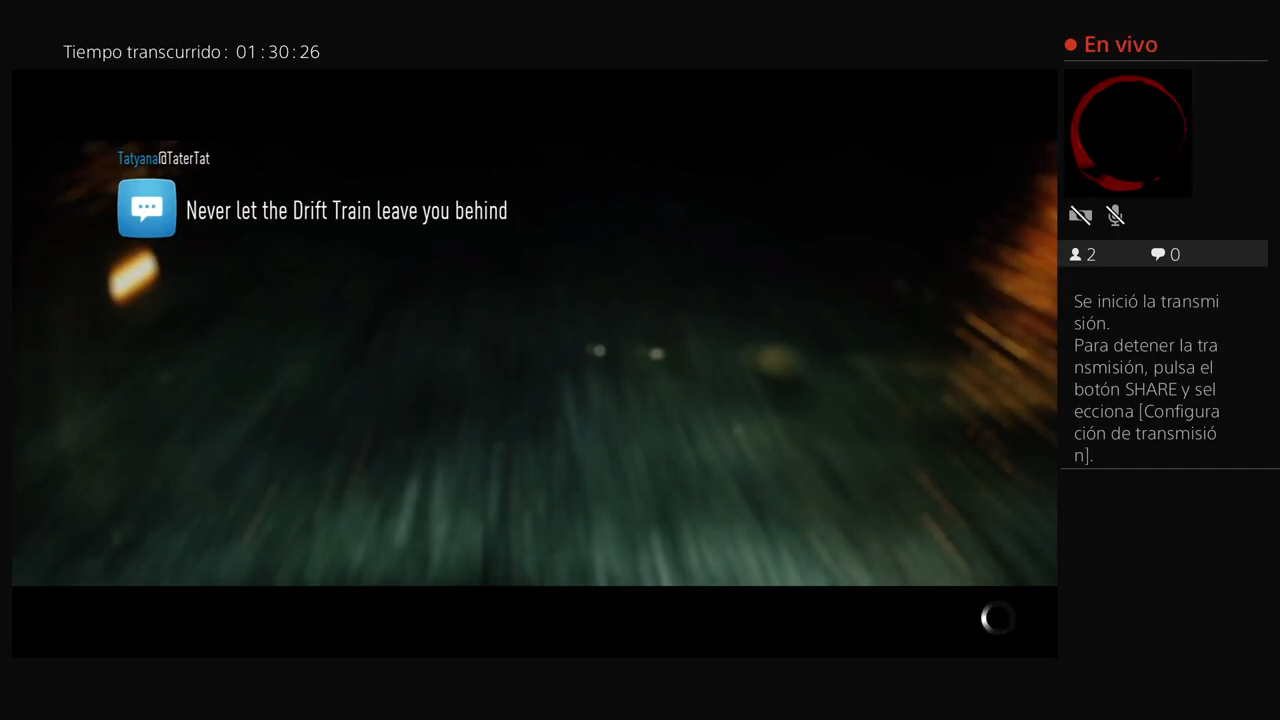 Tiempo transcurrido: 01:30:26
En vivo
Tatyana@TaterTat
Never let the Drift Train leave you behind
2 0
Se inició la transmi
sión.
Para detener la tra
nsmisión, pulsa el
botón SHARE y sel
ecciona [Configura
ción de transmisió
n].